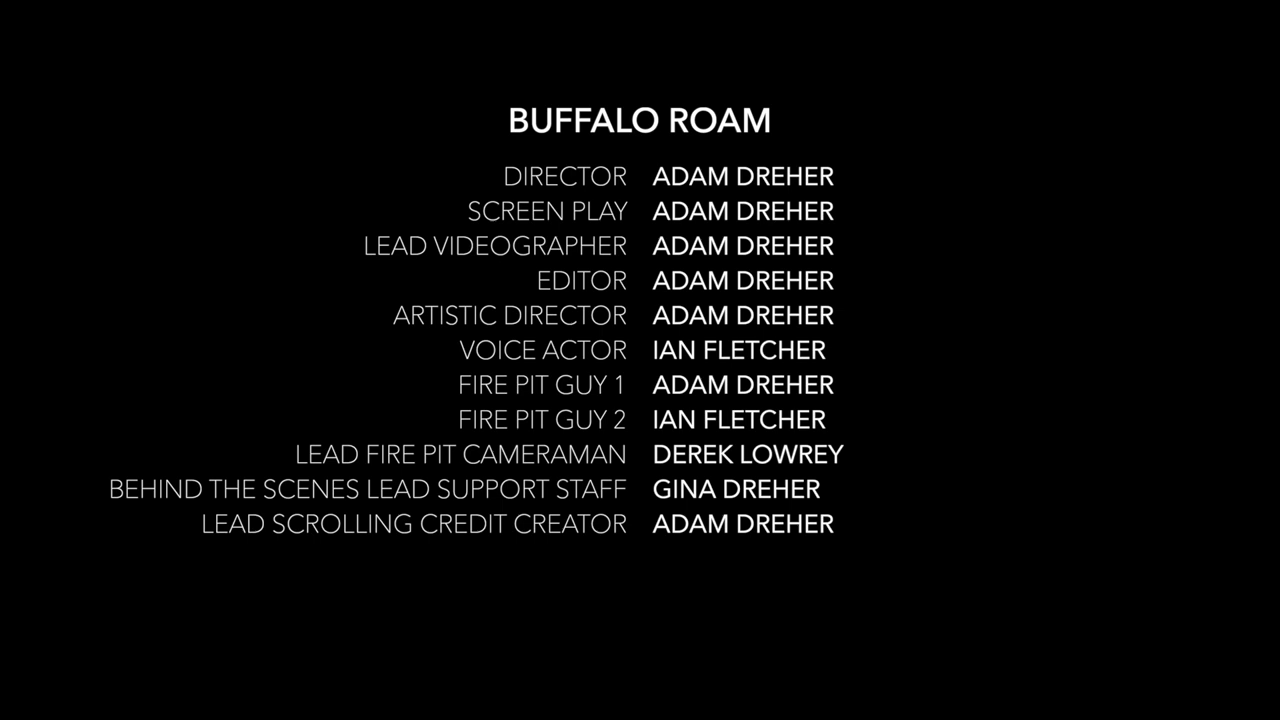 BUFFALO ROAM
DIRECTOR ADAM DREHER
SCREEN PLAY ADAM DREHER
LEAD VIDEOGRAPHER ADAM DREHER
EDITOR ADAM DREHER
ARTISTIC DIRECTOR ADAM DREHER
VOICE ACTOR IAN FLETCHER
FIRE PIT GUY 1 ADAM DREHER
FIRE PIT GUY 2 IAN FLETCHER
LEAD FIRE PIT CAMERAMAN DEREK LOWREY
BEHIND THE SCENES LEAD SUPPORT STAFF GINA DREHER
LEAD SCROLLING CREDIT CREATOR ADAM DREHER